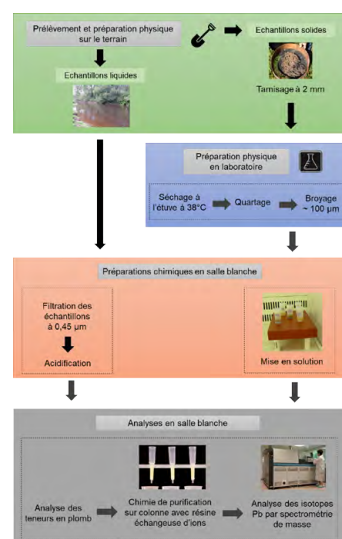 Prélèvement et préparation physique
sur le terrain
Echantillons solides
Echantillons liquides
Tamisage à 2 mm
Préparation physique
en laboratoire
Séchage à
l'étuve à 38°C
Quartage
Broyage
~ 100 µm
Préparations chimiques en salle blanche
Filtration des
échantillons
à 0,45 µm
Acidification
Mise en solution
Analyses en salle blanche
Analyse des
teneurs en plomb
Chimie de purification
sur colonne avec résine
échangeuse d'ions
Analyse des isotopes
Pb par spectrométrie
de masse